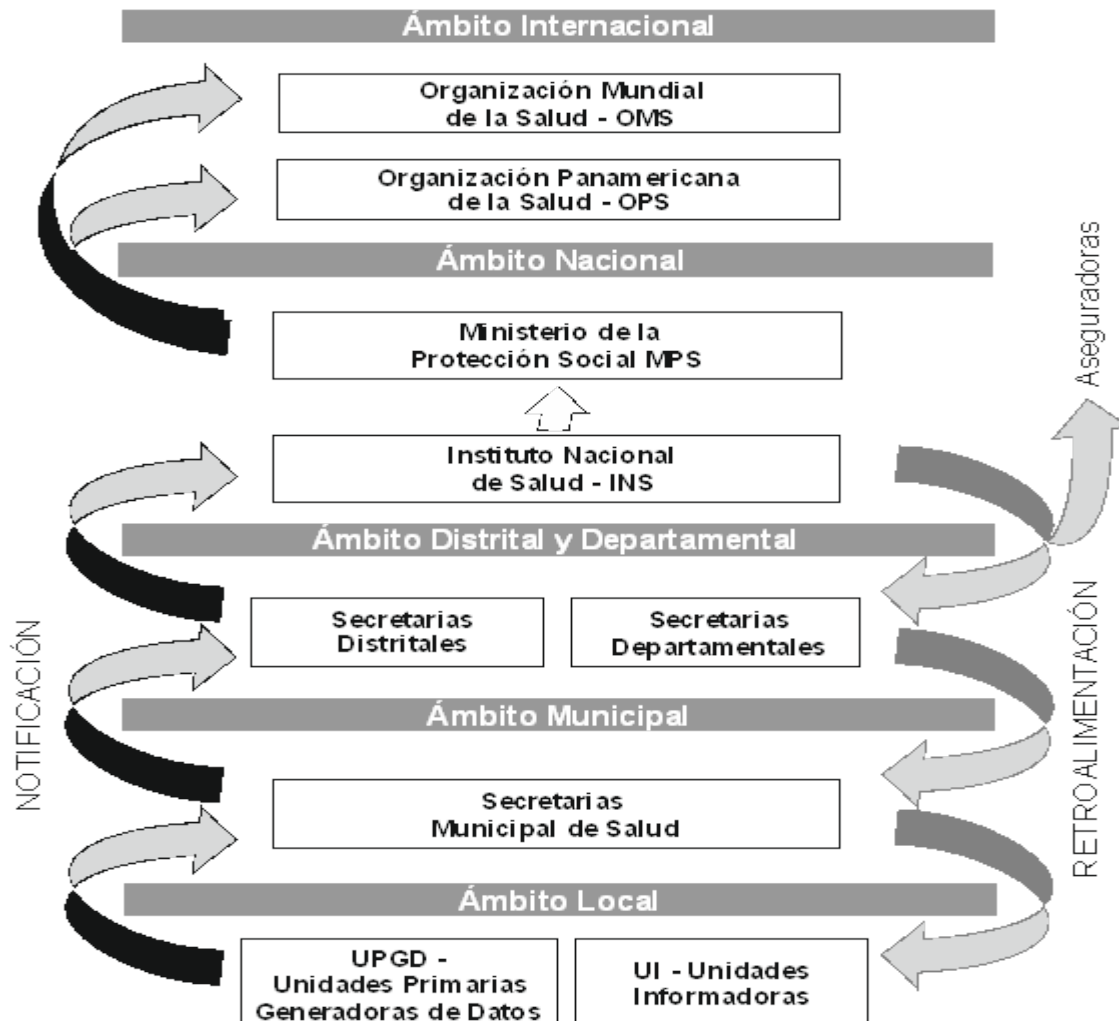 Ámbito Internacional
Organización Mundial
de la Salud - OMS
Organización Panamericana
de la Salud - OPS
Ámbito Nacional
Ministerio de la
Protección Social MPS
Aseguradoras
Instituto Nacional
de Salud - INS
Ámbito Distrital y Departamental
Secretarias
Distritales
Secretarias
Departamentales
NOTIFICACIÓN
RETROALIMENTACIÓN
Ámbito Municipal
Secretarias
Municipal de Salud
Ámbito Local
UPGD -
Unidades Primarias
Generadoras de Datos
UI - Unidades
Informadoras